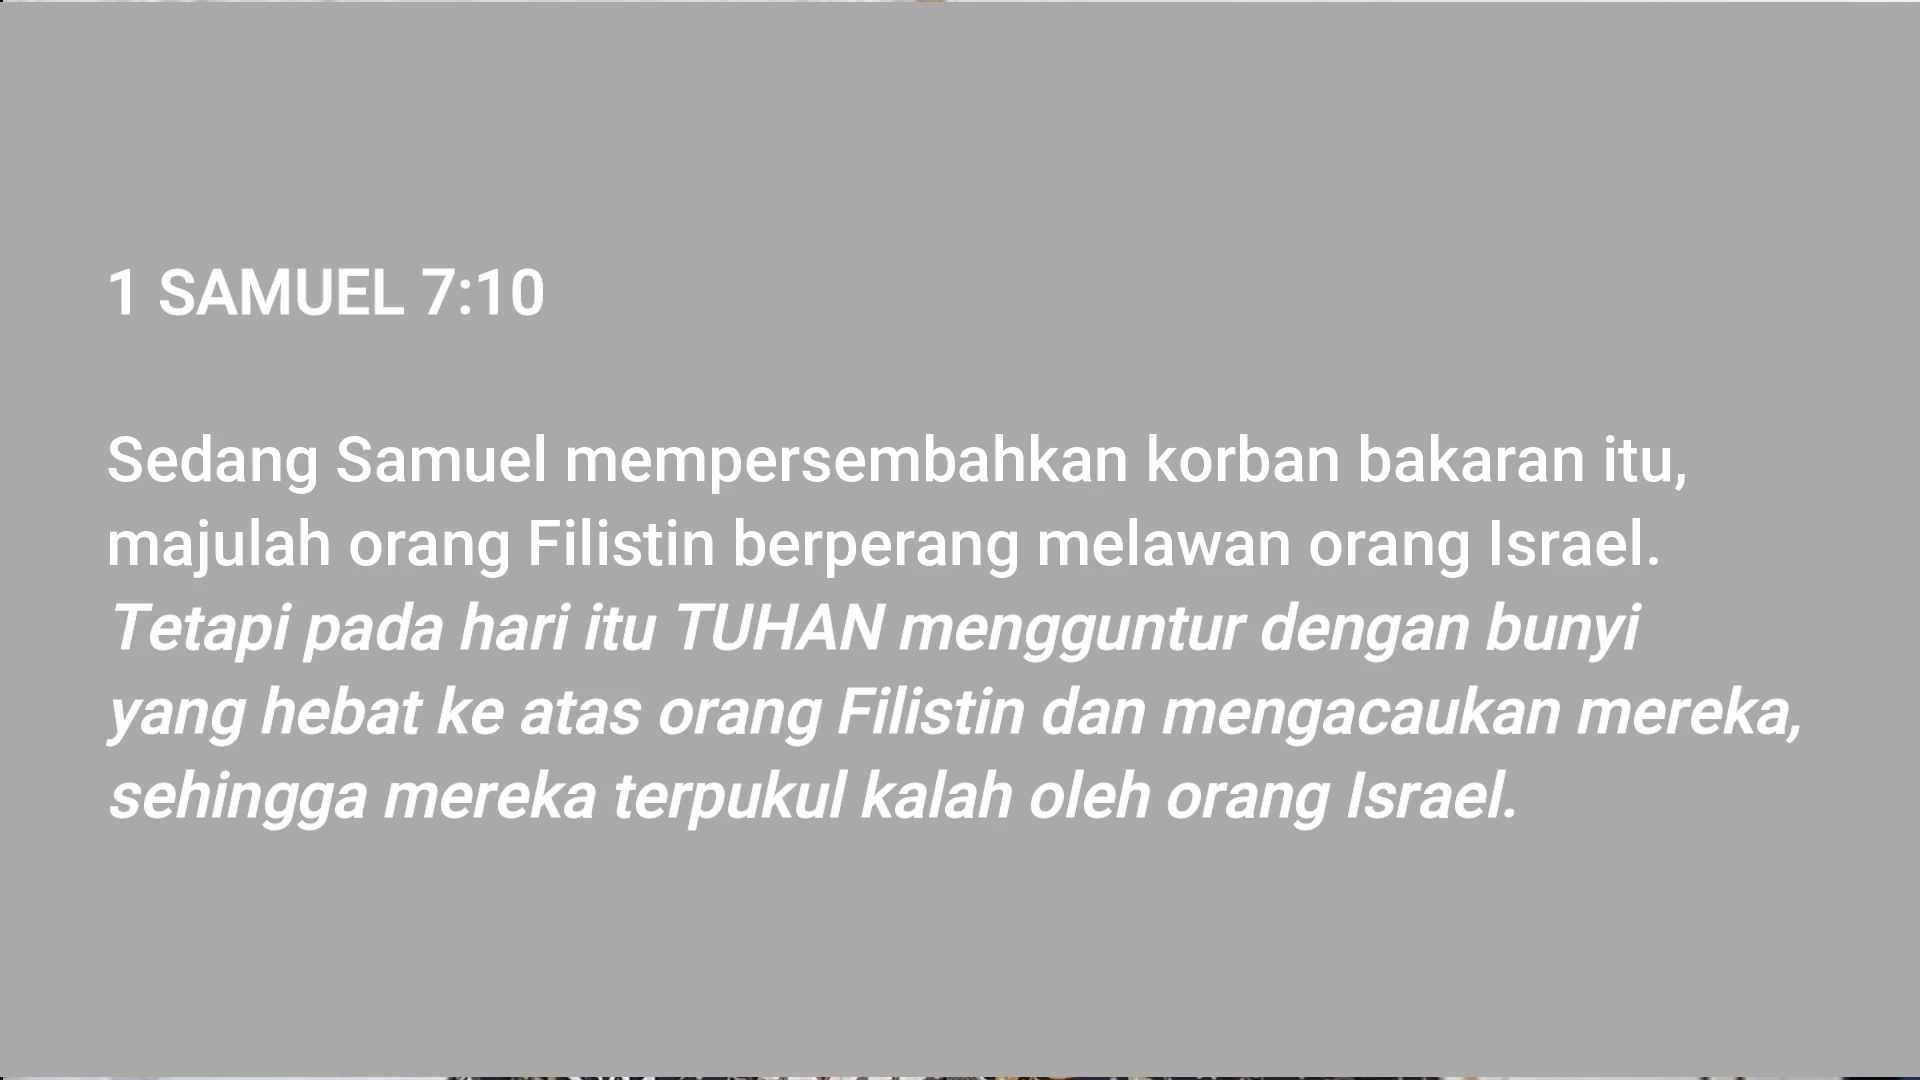 1 SAMUEL 7:10
Sedang Samuel mempersembahkan korban bakaran itu,
majulah orang Filistin berperang melawan orang Israel.
Tetapi pada hari itu TUHAN mengguntur dengan bunyi
yang hebat ke atas orang Filistin dan mengacaukan mereka,
sehingga mereka terpukul kalah oleh orang Israel.